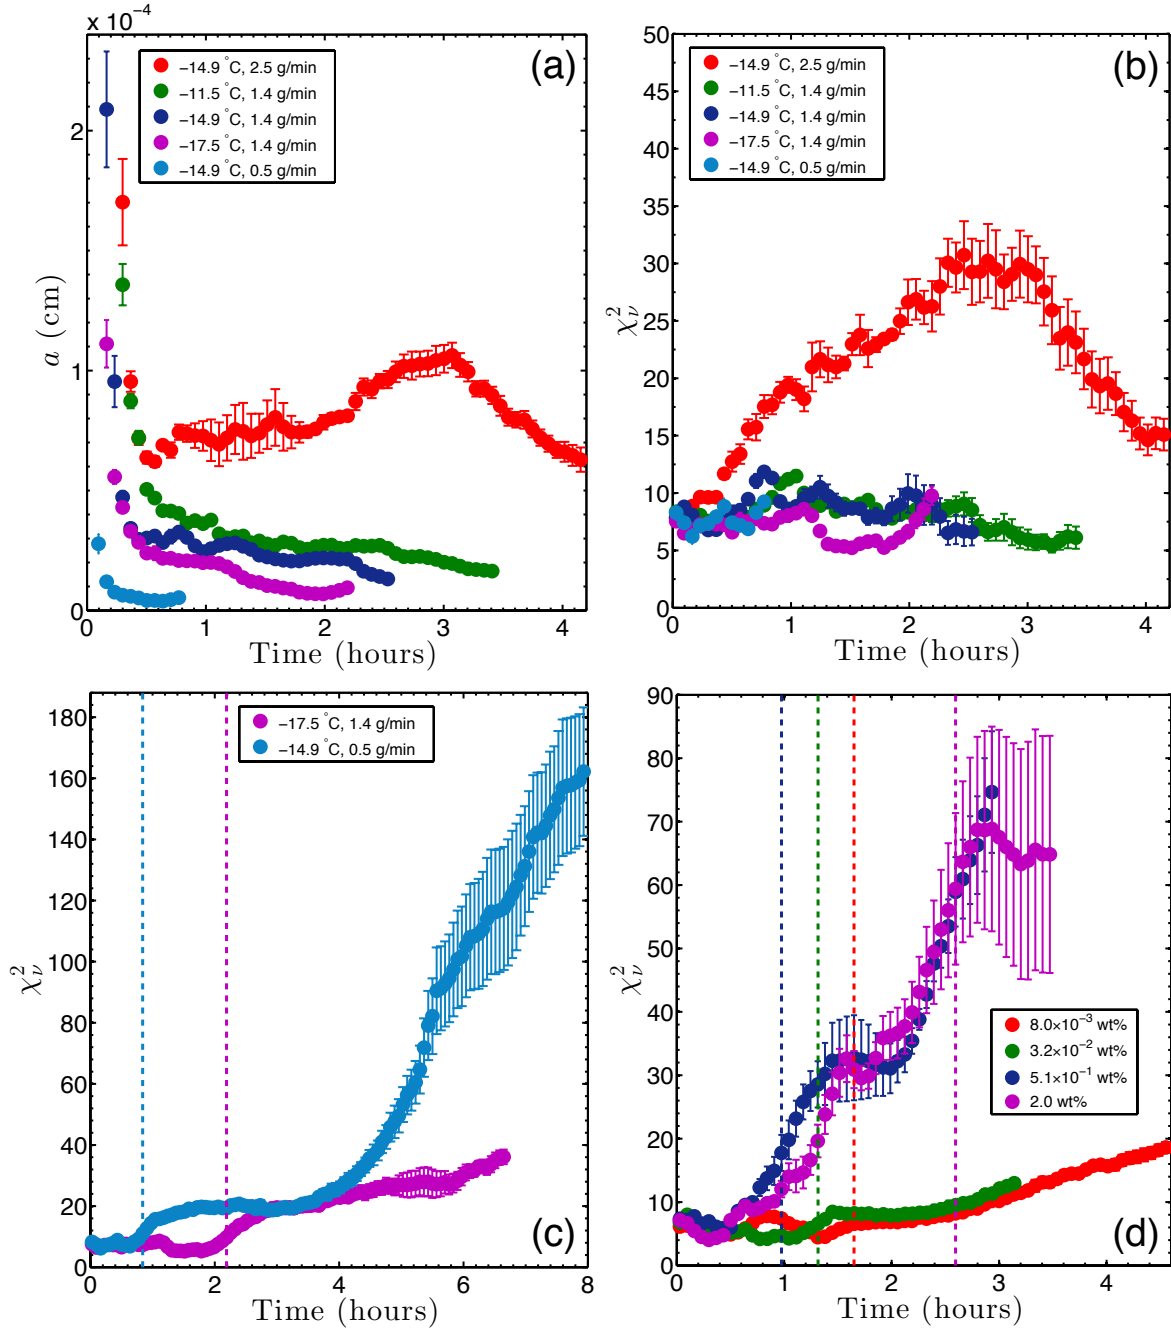 x 10⁻⁴
(a)
−14.9 °C, 2.5 g/min
−11.5 °C, 1.4 g/min
−14.9 °C, 1.4 g/min
−17.5 °C, 1.4 g/min
−14.9 °C, 0.5 g/min
2
1
0
a (cm)
0 1 2 3 4
Time (hours)
(b)
−14.9 °C, 2.5 g/min
−11.5 °C, 1.4 g/min
−14.9 °C, 1.4 g/min
−17.5 °C, 1.4 g/min
−14.9 °C, 0.5 g/min
50
45
40
35
30
25
20
15
10
5
0
χ²ᵥ
0 1 2 3 4
Time (hours)
−17.5 °C, 1.4 g/min
−14.9 °C, 0.5 g/min
180
160
140
120
100
80
60
40
20
0
χ²ᵥ
(c)
0 2 4 6 8
Time (hours)
90
80
70
60
50
40
30
20
10
0
χ²ᵥ
8.0×10⁻³ wt%
3.2×10⁻² wt%
5.1×10⁻¹ wt%
2.0 wt%
(d)
0 1 2 3 4
Time (hours)